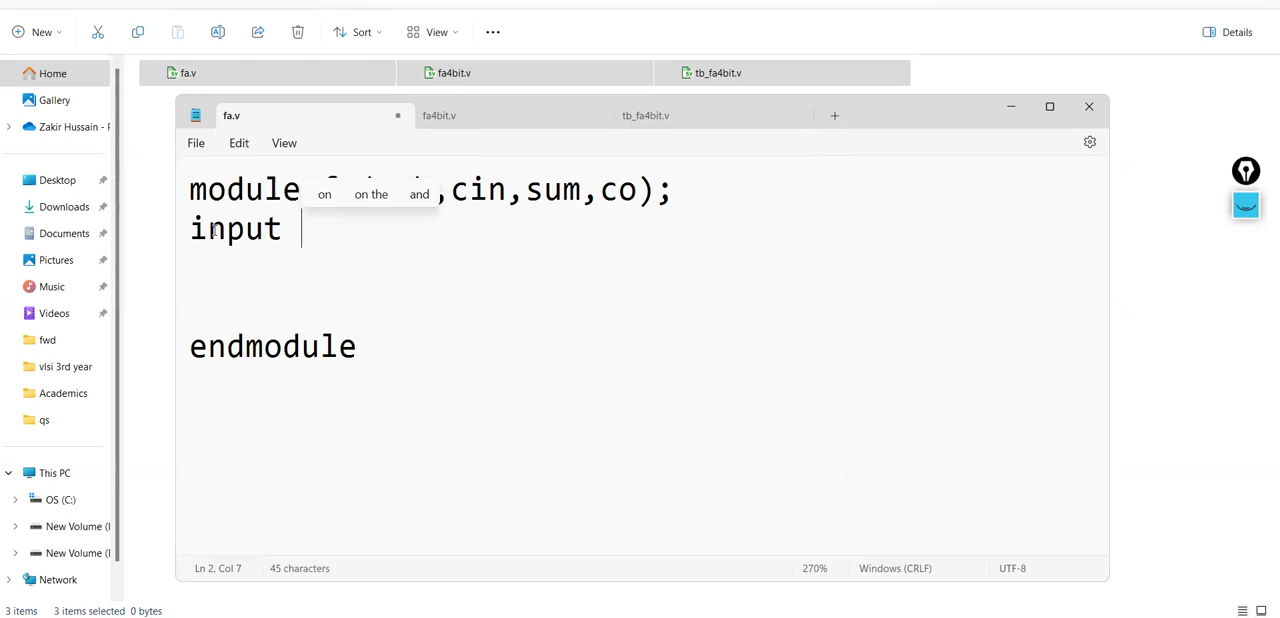 New Sort View Details
Home
Gallery
Zakir Hussain -
Desktop
Downloads
Documents
Pictures
Music
Videos
fwd
vlsi 3rd year
Academics
qs
This PC
OS (C:)
New Volume (
New Volume (
Network
3 items 3 items selected 0 bytes
fa.v fa4bit.v tb_fa4bit.v
fa.v fa4bit.v tb_fa4bit.v
File Edit View
module ,cin,sum,co);
on on the and
input
endmodule
Ln 2, Col 7 45 characters 270% Windows (CRLF) UTF-8